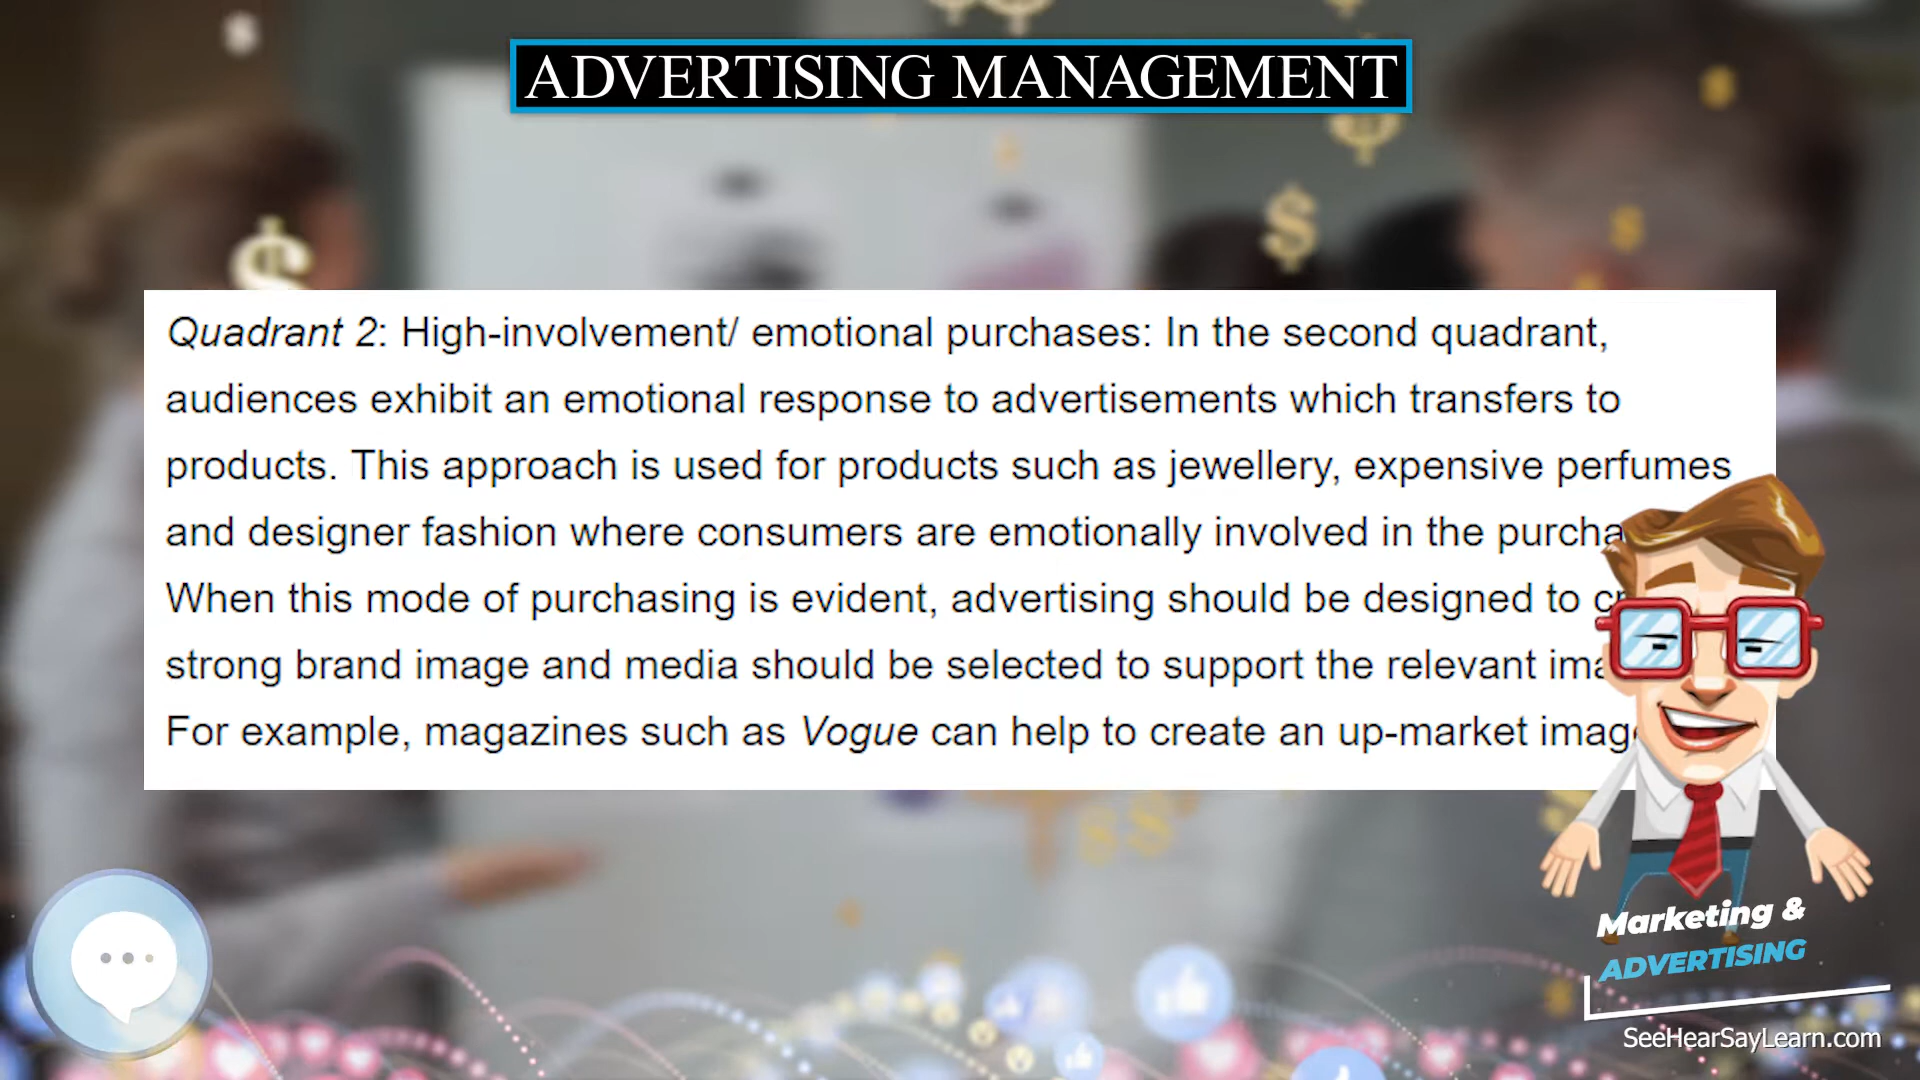 ADVERTISING MANAGEMENT
Quadrant 2: High-involvement/ emotional purchases: In the second quadrant,
audiences exhibit an emotional response to advertisements which transfers to
products. This approach is used for products such as jewellery, expensive perfumes
and designer fashion where consumers are emotionally involved in the
When this mode of purchasing is evident, advertising should be designed to
strong brand image and media should be selected to support the relevant
For example, magazines such as Vogue can help to create an up-market
Marketing &
ADVERTISING
SeeHearSayLearn.com